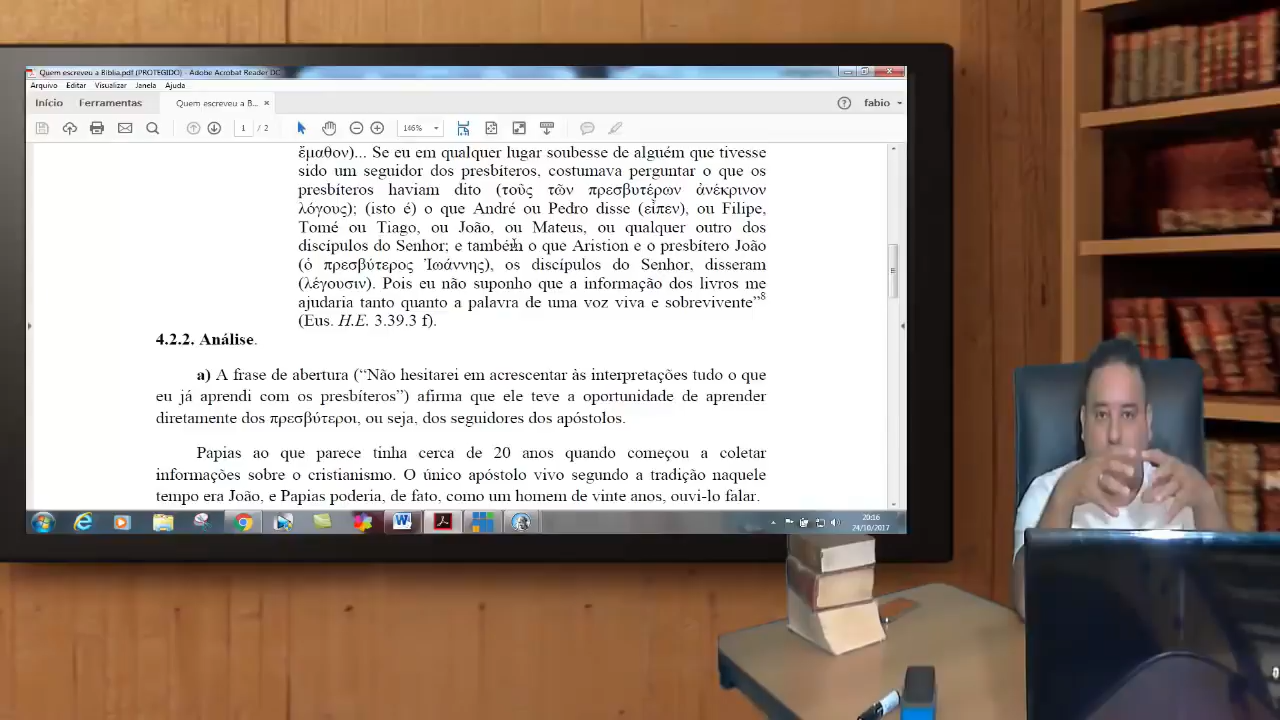 Quem escreveu a Biblia.pdf (PROTEGIDO) - Adobe Acrobat Reader DC
Arquivo Editar Visualizar Janela Ajuda
Início Ferramentas Quem escreveu a B... × fabio
1 / 2 146%
ἔμαθον)... Se eu em qualquer lugar soubesse de alguém que tivesse
sido um seguidor dos presbíteros, costumava perguntar o que os
presbíteros haviam dito (τοὺς τῶν πρεσβυτέρων ἀνέκρινον
λόγους); (isto é) o que André ou Pedro disse (εἶπεν), ou Filipe,
Tomé ou Tiago, ou João, ou Mateus, ou qualquer outro dos
discípulos do Senhor; e também o que Aristion e o presbítero João
(ὁ πρεσβύτερος Ἰωάννης), os discípulos do Senhor, disseram
(λέγουσιν). Pois eu não suponho que a informação dos livros me
ajudaria tanto quanto a palavra de uma voz viva e sobrevivente”8
(Eus. H.E. 3.39.3 f).
4.2.2. Análise.
a) A frase de abertura (“Não hesitarei em acrescentar às interpretações tudo o que
eu já aprendi com os presbíteros”) afirma que ele teve a oportunidade de aprender
diretamente dos πρεσβύτεροι, ou seja, dos seguidores dos apóstolos.
Papias ao que parece tinha cerca de 20 anos quando começou a coletar
informações sobre o cristianismo. O único apóstolo vivo segundo a tradição naquele
tempo era João, e Papias poderia, de fato, como um homem de vinte anos, ouvi-lo falar.
20:16
24/10/2017